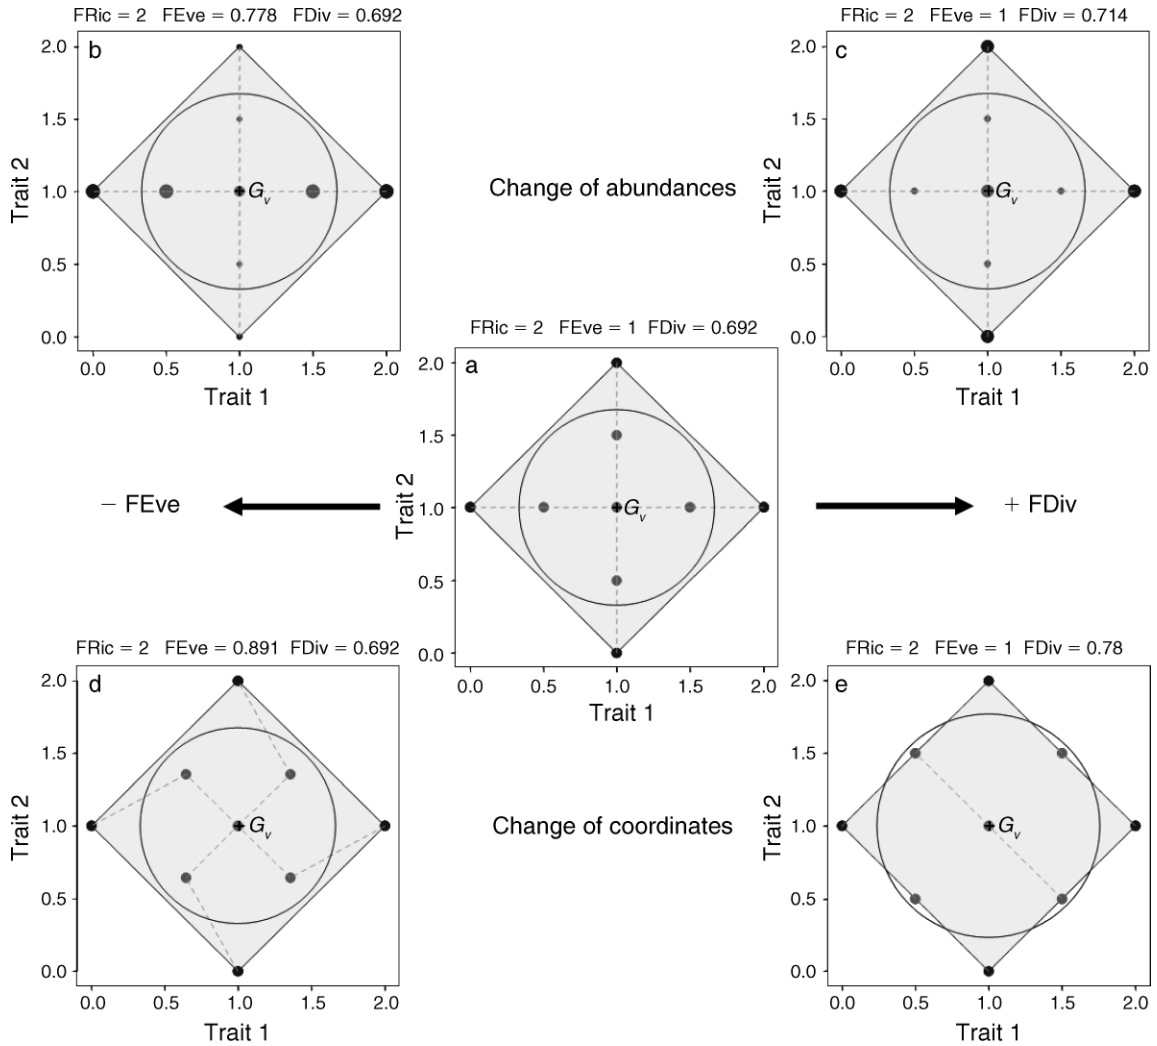 FRic = 2 FEve = 0.778 FDiv = 0.692
b
2.0
1.5
1.0
0.5
0.0
Trait 2
Gv
0.0 0.5 1.0 1.5 2.0
Trait 1
Change of abundances
FRic = 2 FEve = 1 FDiv = 0.714
c
2.0
1.5
1.0
0.5
0.0
Trait 2
Gv
0.0 0.5 1.0 1.5 2.0
Trait 1
FRic = 2 FEve = 1 FDiv = 0.692
a
2.0
1.5
1.0
0.5
0.0
Trait 2
Gv
0.0 0.5 1.0 1.5 2.0
Trait 1
− FEve
+ FDiv
FRic = 2 FEve = 0.891 FDiv = 0.692
d
2.0
1.5
1.0
0.5
0.0
Trait 2
Gv
0.0 0.5 1.0 1.5 2.0
Trait 1
Change of coordinates
FRic = 2 FEve = 1 FDiv = 0.78
e
2.0
1.5
1.0
0.5
0.0
Trait 2
Gv
0.0 0.5 1.0 1.5 2.0
Trait 1